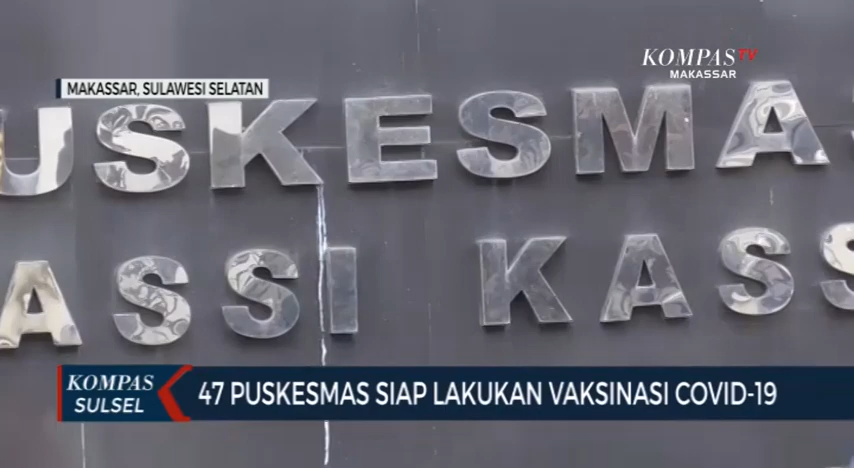 KOMPAS TV
MAKASSAR
MAKASSAR, SULAWESI SELATAN
USKESMAS
ASSI KASS
KOMPAS
SULSEL
47 PUSKESMAS SIAP LAKUKAN VAKSINASI COVID-19